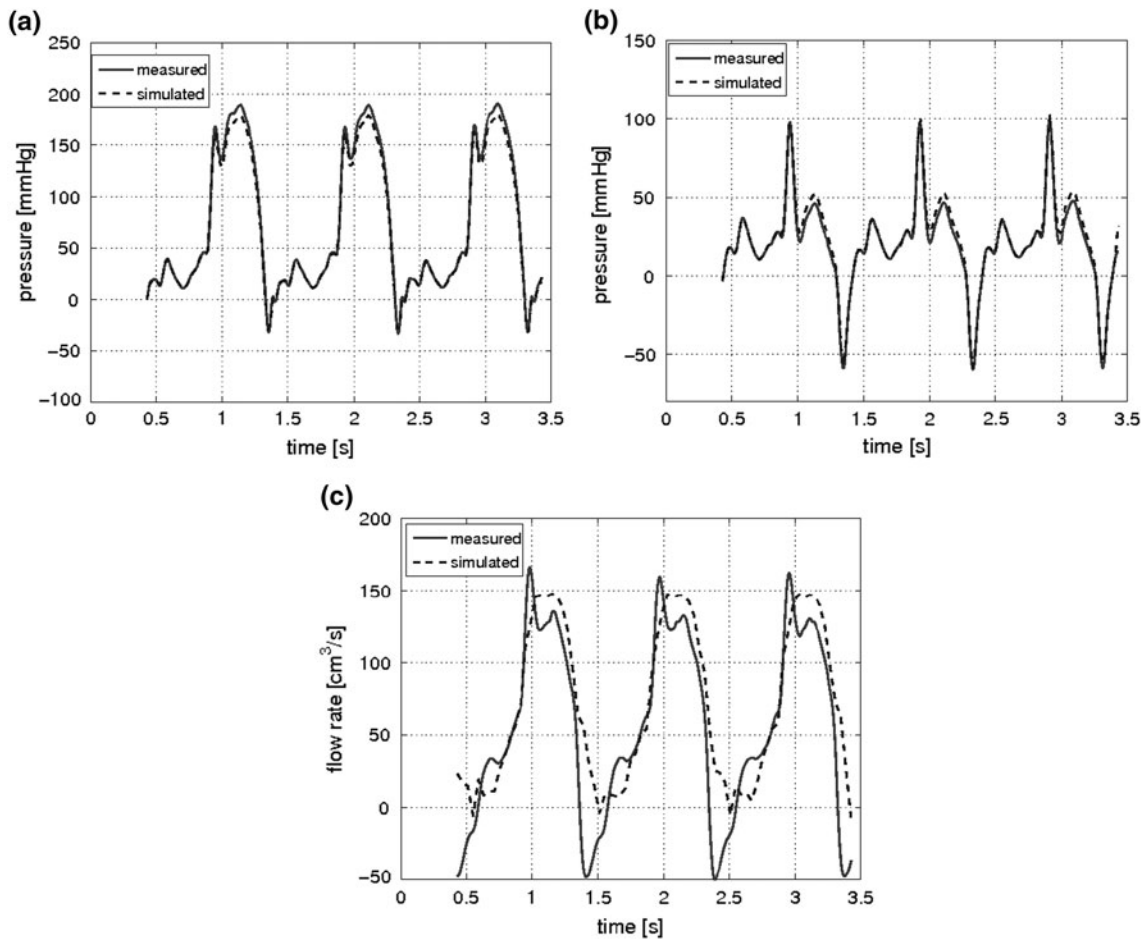 (a)
250
200
150
100
50
0
−50
−100
pressure [mmHg]
measured
simulated
0 0.5 1 1.5 2 2.5 3 3.5
time [s]
(b)
150
100
50
0
−50
pressure [mmHg]
measured
simulated
0 0.5 1 1.5 2 2.5 3 3.5
time [s]
(c)
200
150
100
50
0
−50
flow rate [cm³/s]
measured
simulated
0 0.5 1 1.5 2 2.5 3 3.5
time [s]